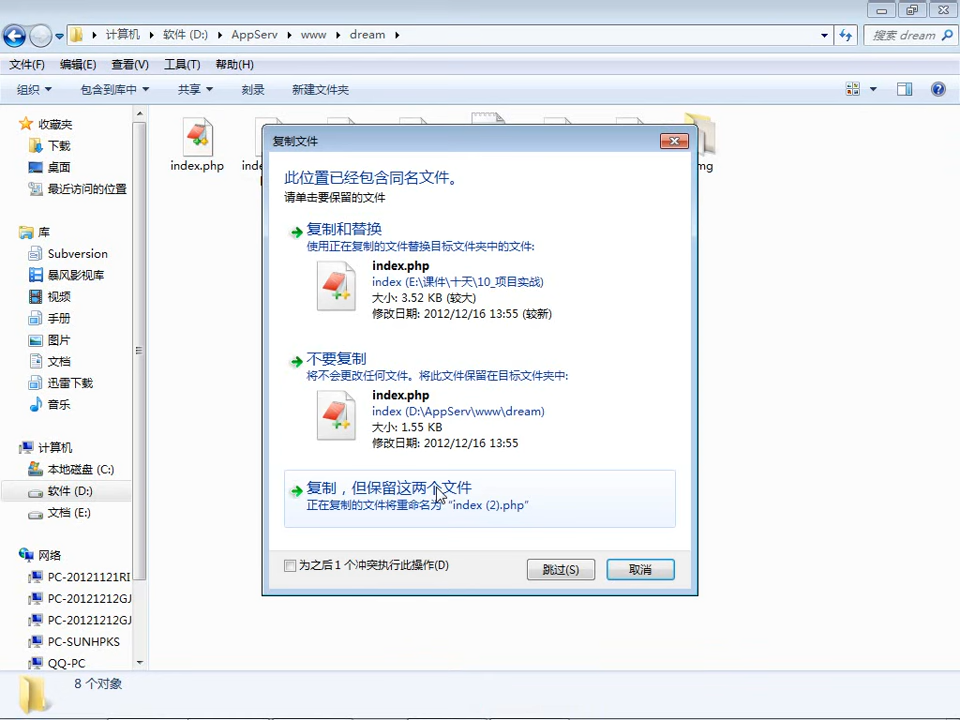 计算机 软件 (D:) AppServ www dream
搜索 dream
文件(F) 编辑(E) 查看(V) 工具(T) 帮助(H)
组织 包含到库中 共享 刻录 新建文件夹
收藏夹
下载
桌面
最近访问的位置
库
Subversion
暴风影视库
视频
手册
图片
文档
迅雷下载
音乐
计算机
本地磁盘 (C:)
软件 (D:)
文档 (E:)
网络
PC-20121121RI
PC-20121212GJ
PC-20121212GJ
PC-SUNHPKS
QQ-PC
index.php
复制文件
此位置已经包含同名文件。
请单击要保留的文件
复制和替换
使用正在复制的文件替换目标文件夹中的文件:
index.php
index (E:\课件\十天\10_项目实战)
大小: 3.52 KB (较大)
修改日期: 2012/12/16 13:55 (较新)
不要复制
将不会更改任何文件。将此文件保留在目标文件夹中:
index.php
index (D:\AppServ\www\dream)
大小: 1.55 KB
修改日期: 2012/12/16 13:55
复制，但保留这两个文件
正在复制的文件将重命名为 "index (2).php"
为之后 1 个冲突执行此操作(D)
跳过(S)
取消
8 个对象